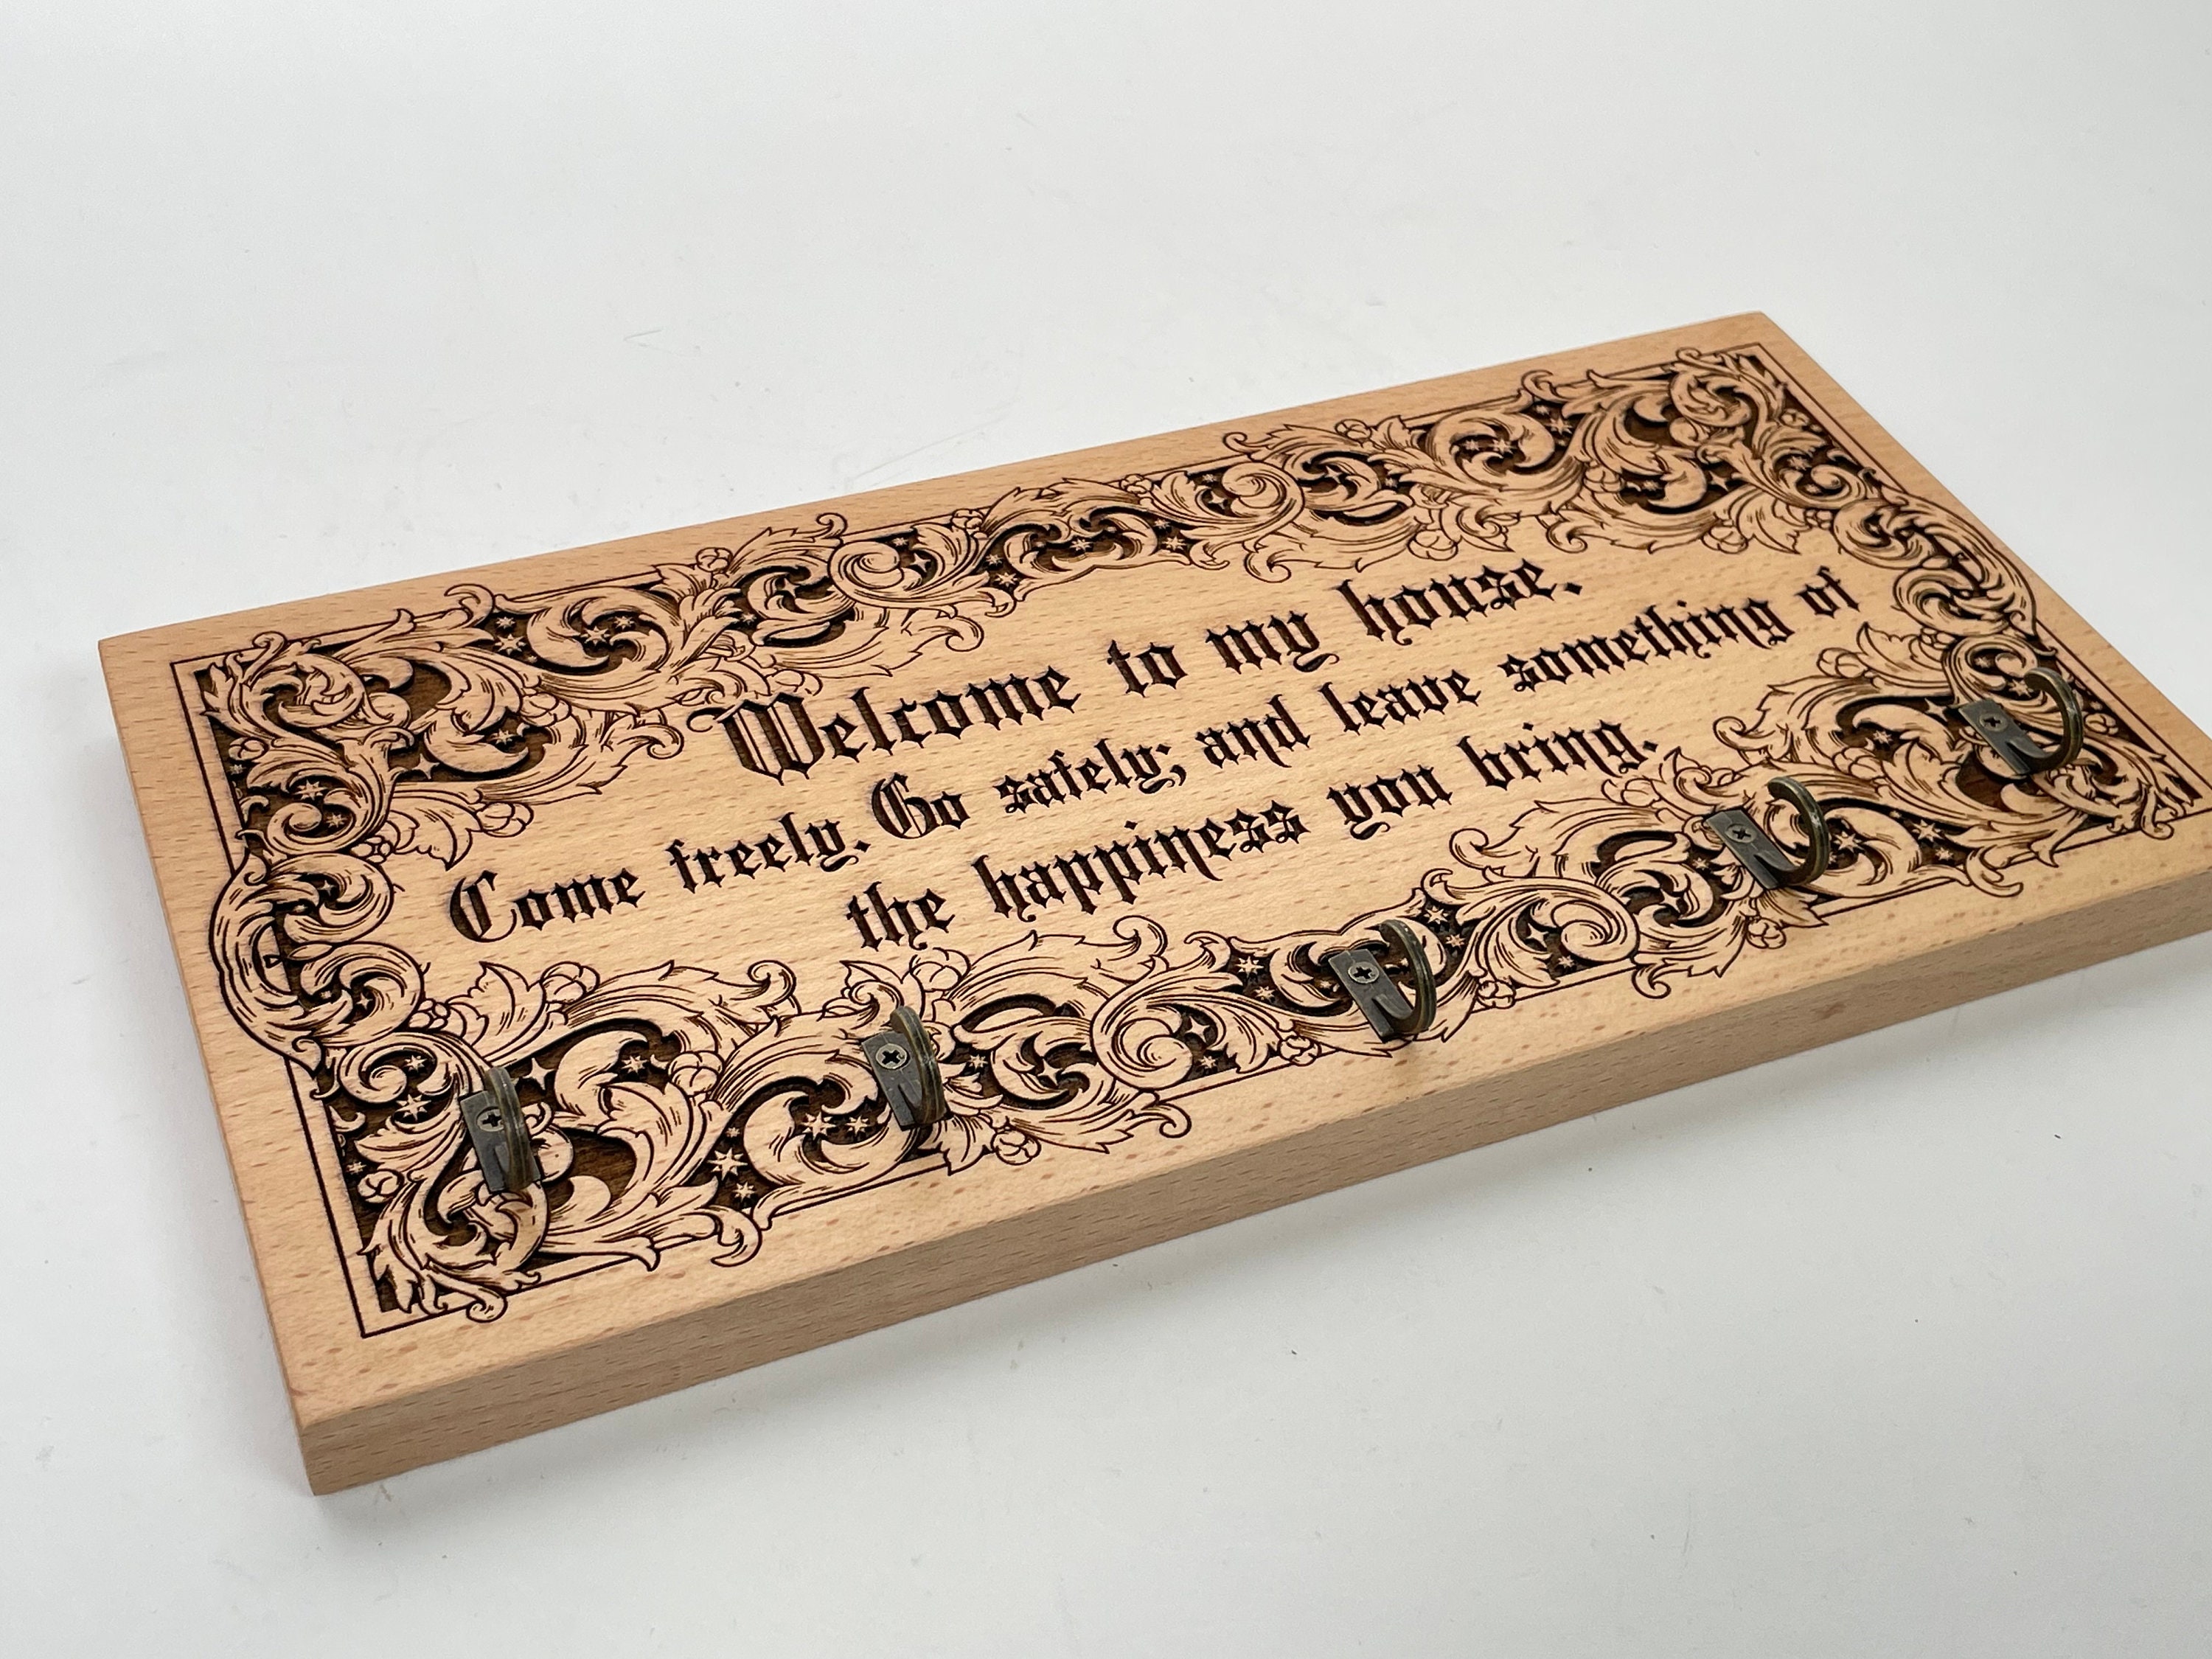 Welcome to my house.
Come freely. Go safely; and leave something of
the happiness you bring.